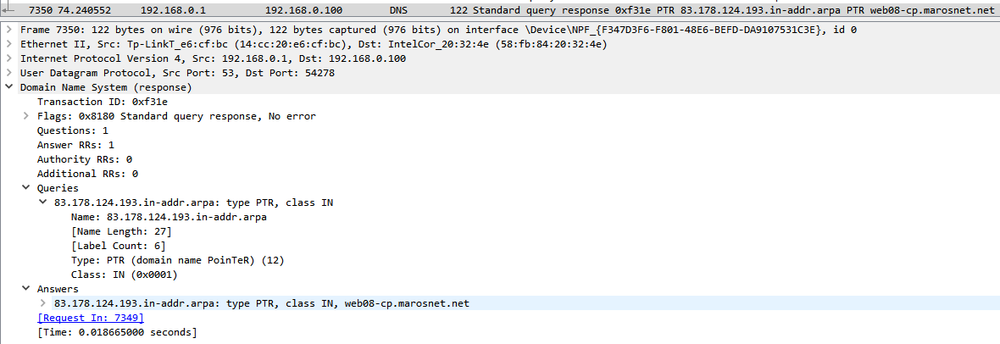 7350 74.240552 192.168.0.1 192.168.0.100 DNS 122 Standard query response 0xf31e PTR 83.178.124.193.in-addr.arpa PTR web08-cp.marosnet.net
Frame 7350: 122 bytes on wire (976 bits), 122 bytes captured (976 bits) on interface \Device\NPF_{F347D3F6-F801-48E6-BEFD-DA9107531C3E}, id 0
Ethernet II, Src: Tp-LinkT_e6:cf:bc (14:cc:20:e6:cf:bc), Dst: IntelCor_20:32:4e (58:fb:84:20:32:4e)
Internet Protocol Version 4, Src: 192.168.0.1, Dst: 192.168.0.100
User Datagram Protocol, Src Port: 53, Dst Port: 54278
Domain Name System (response)
Transaction ID: 0xf31e
Flags: 0x8180 Standard query response, No error
Questions: 1
Answer RRs: 1
Authority RRs: 0
Additional RRs: 0
Queries
83.178.124.193.in-addr.arpa: type PTR, class IN
Name: 83.178.124.193.in-addr.arpa
[Name Length: 27]
[Label Count: 6]
Type: PTR (domain name PoinTeR) (12)
Class: IN (0x0001)
Answers
83.178.124.193.in-addr.arpa: type PTR, class IN, web08-cp.marosnet.net
[Request In: 7349]
[Time: 0.018665000 seconds]